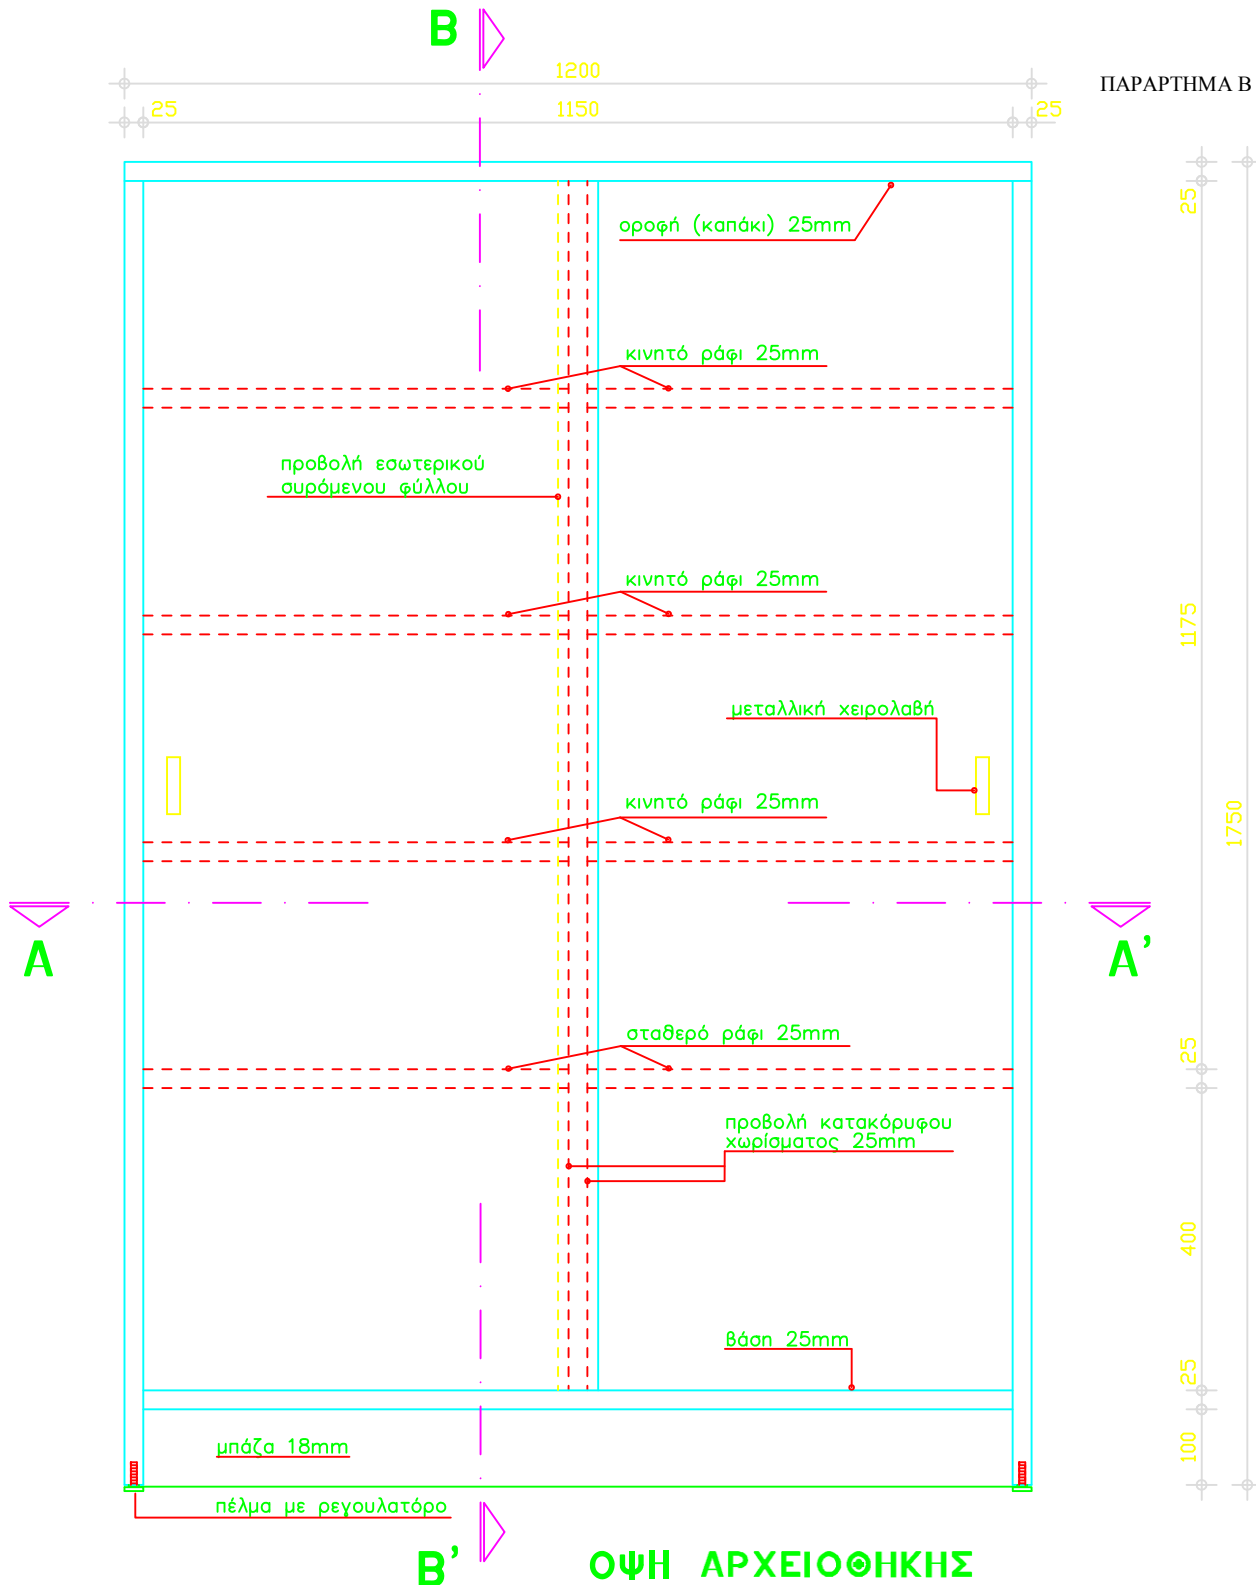 B
1200
ΠΑΡΑΡΤΗΜΑ Β
25
1150
25
25
οροφή (καπάκι) 25mm
κινητό ράφι 25mm
προβολή εσωτερικού
συρόμενου φύλλου
κινητό ράφι 25mm
1175
μεταλλική χειρολαβή
κινητό ράφι 25mm
1750
A
A'
σταθερό ράφι 25mm
25
προβολή κατακόρυφου
χωρίσματος 25mm
400
βάση 25mm
25
μπάζα 18mm
100
πέλμα με ρεγουλατόρο
B'
ΟΨΗ ΑΡΧΕΙΟΘΗΚΗΣ